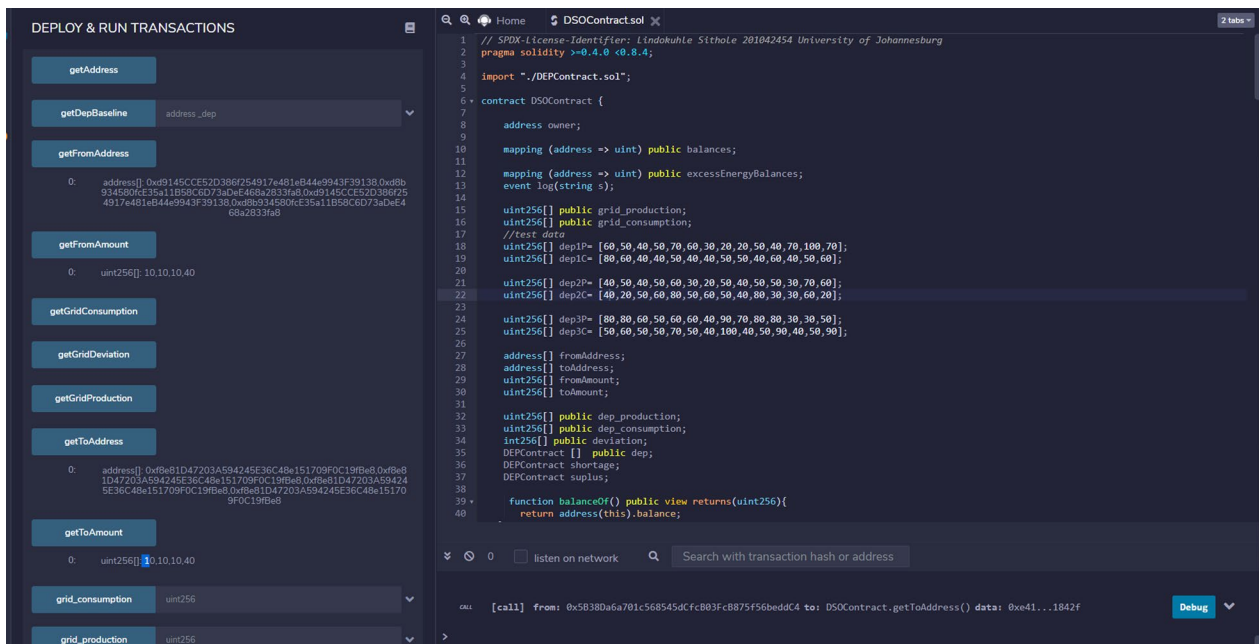 DEPLOY & RUN TRANSACTIONS
getAddress
getDepBaseline address _dep
getFromAddress
0: address[]: 0xd9145CCE52D386f254917e481eB44e9943F39138,0xd8b
934580fcE35a11B58C6D73aDeE468a2833fa8,0xd9145CCE52D386f25
4917e481eB44e9943F39138,0xd8b934580fcE35a11B58C6D73aDeE4
68a2833fa8
getFromAmount
0: uint256[]: 10,10,10,40
getGridConsumption
getGridDeviation
getGridProduction
getToAddress
0: address[]: 0xf8e81D47203A594245E36C48e151709F0C19fBe8,0xf8e8
1D47203A594245E36C48e151709F0C19fBe8,0xf8e81D47203A59424
5E36C48e151709F0C19fBe8,0xf8e81D47203A594245E36C48e15170
9F0C19fBe8
getToAmount
0: uint256[]: 10,10,10,40
grid_consumption uint256
grid_production uint256
Home DSOContract.sol 2 tabs
1 // SPDX-License-Identifier: Lindokuhle Sithole 201042454 University of Johannesburg
2 pragma solidity >=0.4.0 <0.8.4;
3
4 import "./DEPContract.sol";
5
6 contract DSOContract {
7
8 address owner;
9
10 mapping (address => uint) public balances;
11
12 mapping (address => uint) public excessEnergyBalances;
13 event log(string s);
14
15 uint256[] public grid_production;
16 uint256[] public grid_consumption;
17 //test data
18 uint256[] dep1P= [60,50,40,50,70,60,30,20,20,50,40,70,100,70];
19 uint256[] dep1C= [80,60,40,40,50,40,40,50,50,40,60,40,50,60];
20
21 uint256[] dep2P= [40,50,40,50,60,30,20,50,40,50,50,30,70,60];
22 uint256[] dep2C= [40,20,50,60,80,50,60,50,40,80,30,30,60,20];
23
24 uint256[] dep3P= [80,80,60,50,60,60,40,90,70,80,80,30,30,50];
25 uint256[] dep3C= [50,60,50,50,70,50,40,100,40,50,90,40,50,90];
26
27 address[] fromAddress;
28 address[] toAddress;
29 uint256[] fromAmount;
30 uint256[] toAmount;
31
32 uint256[] public dep_production;
33 uint256[] public dep_consumption;
34 int256[] public deviation;
35 DEPContract [] public dep;
36 DEPContract shortage;
37 DEPContract suplus;
38
39 function balanceOf() public view returns(uint256){
40 return address(this).balance;
0 listen on network Search with transaction hash or address
CALL [call] from: 0x5B38Da6a701c568545dCfcB03FcB875f56beddC4 to: DSOContract.getToAddress() data: 0xe41...1842f Debug
>